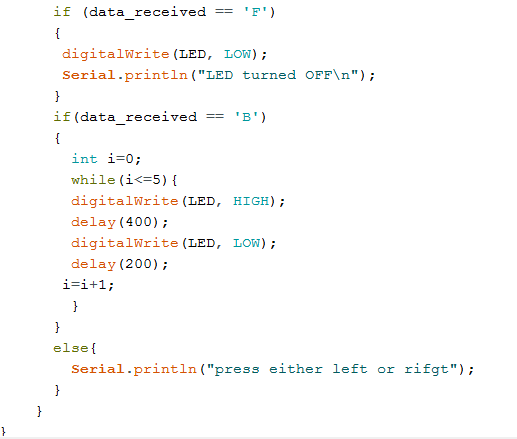 if (data_received == 'F')
{
digitalWrite(LED, LOW);
Serial.println("LED turned OFF\n");
}
if(data_received == 'B')
{
int i=0;
while(i<=5){
digitalWrite(LED, HIGH);
delay(400);
digitalWrite(LED, LOW);
delay(200);
i=i+1;
}
}
else{
Serial.println("press either left or rifgt");
}
}
}